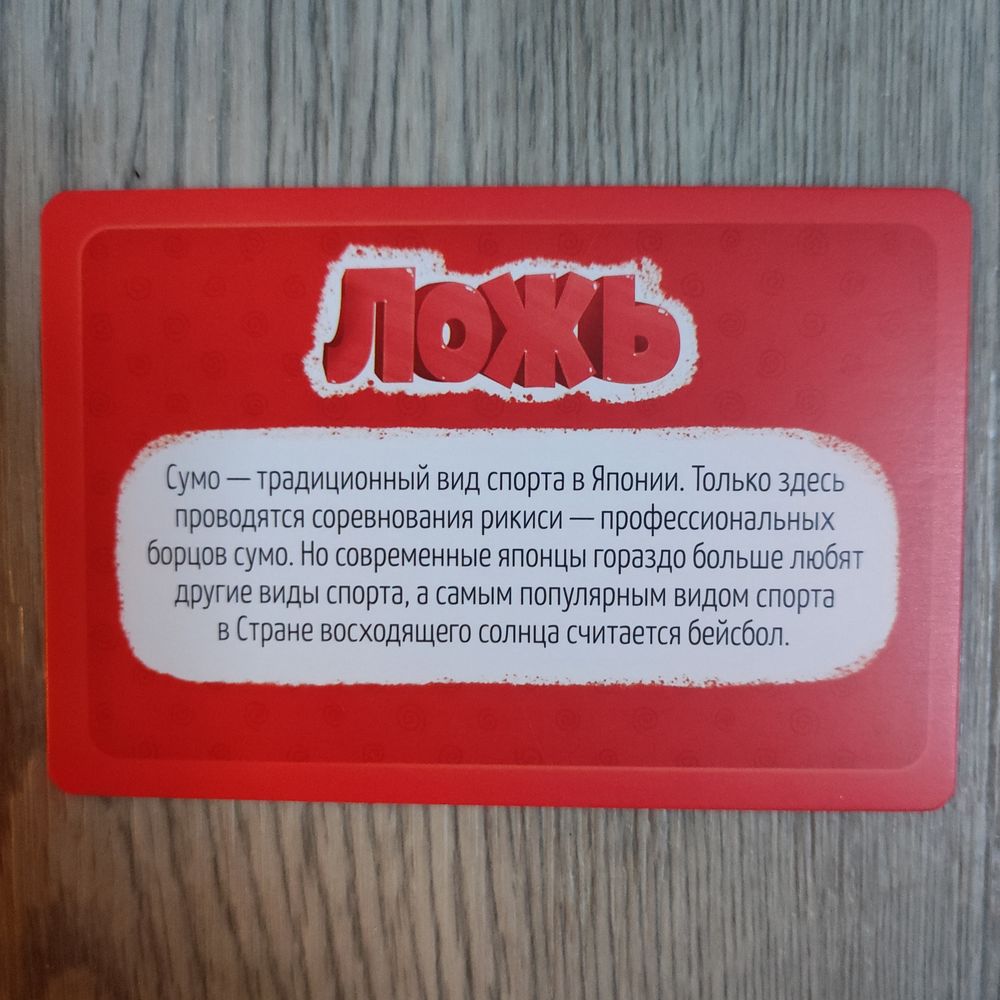 Ложь
Сумо — традиционный вид спорта в Японии. Только здесь
проводятся соревнования рикиси — профессиональных
борцов сумо. Но современные японцы гораздо больше любят
другие виды спорта, а самым популярным видом спорта
в Стране восходящего солнца считается бейсбол.